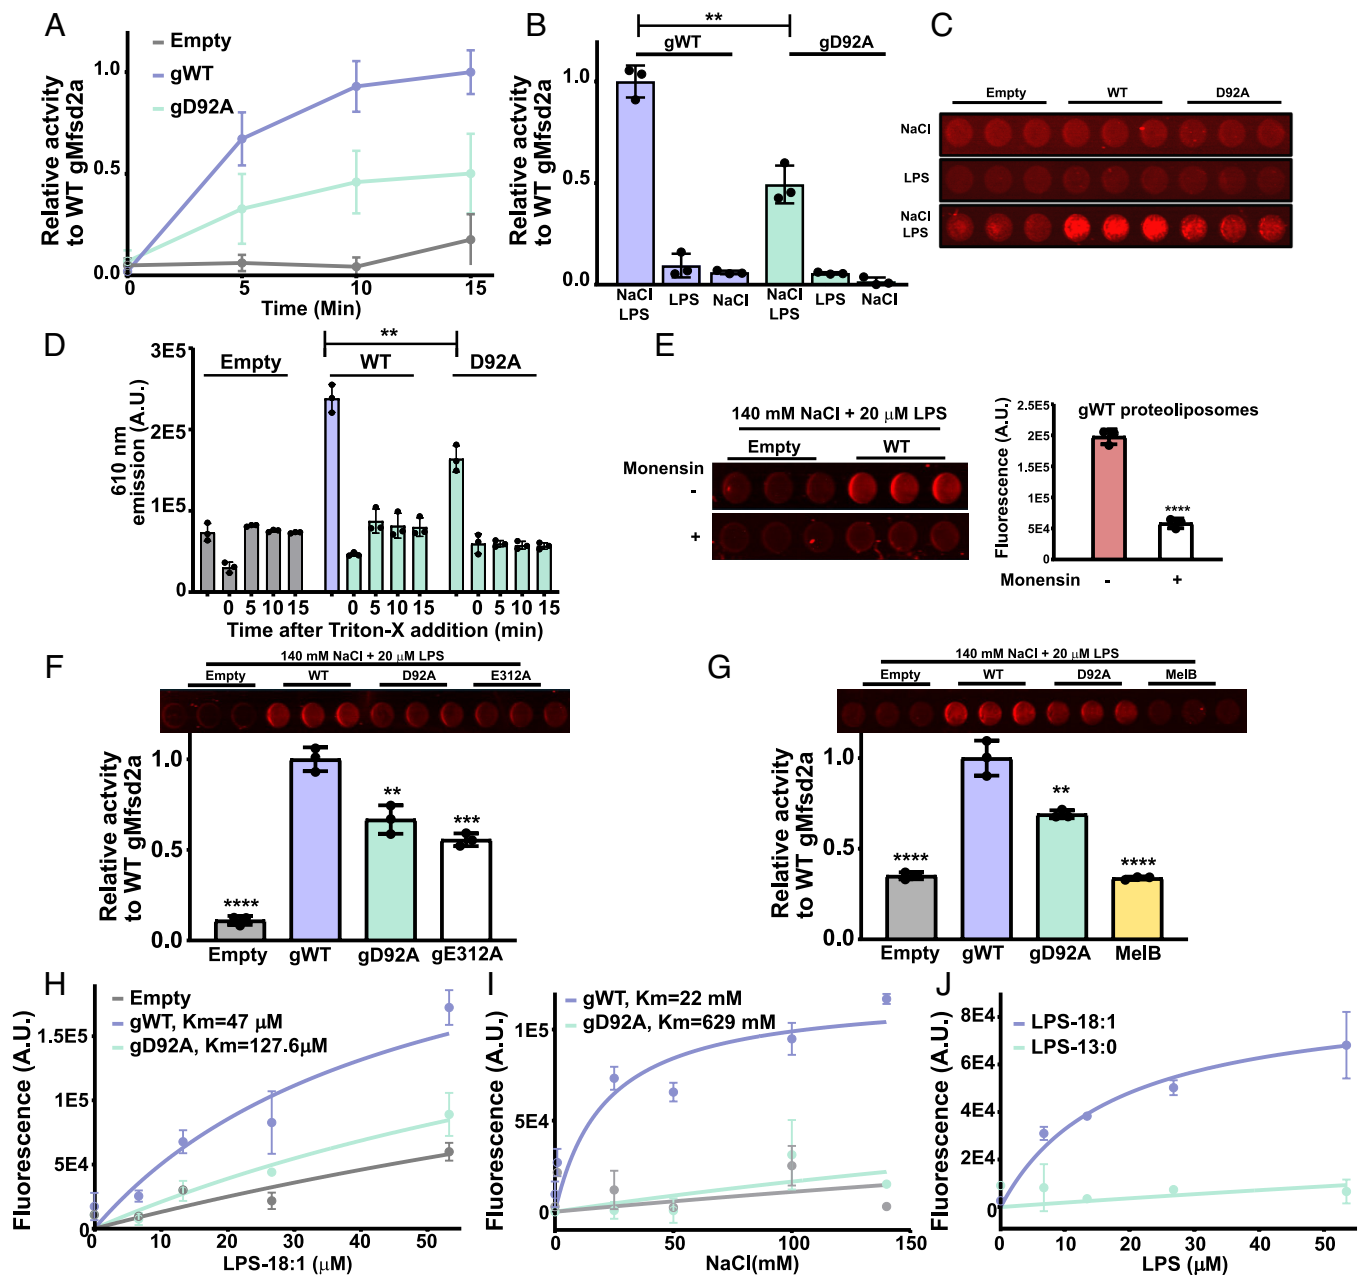 A
Relative actvity
to WT gMfsd2a
1.0
0.5
0.0
Empty
gWT
gD92A
0
5
10
15
Time (Min)
B
Relative actvity
to WT gMfsd2a
1.0
0.5
0.0
**
gWT
gD92A
NaCl
LPS
LPS
NaCl
NaCl
LPS
LPS
NaCl
C
Empty
WT
D92A
NaCl
LPS
NaCl
LPS
D
610 nm
emission (A.U.)
3E5
2E5
1E5
0
Empty
**
WT
D92A
0 5 10 15
0 5 10 15
0 5 10 15
Time after Triton-X addition (min)
E
140 mM NaCl + 20 μM LPS
Empty
WT
Monensin
-
+
Fluorescence (A.U.)
2.5E5
2E5
1.5E5
1E5
5E4
0
gWT proteoliposomes
****
Monensin - +
F
140 mM NaCl + 20 μM LPS
Empty
WT
D92A
E312A
Relative actvity
to WT gMfsd2a
1.0
0.5
0.0
****
**
***
Empty
gWT
gD92A
gE312A
G
140 mM NaCl + 20 μM LPS
Empty
WT
D92A
MelB
Relative actvity
to WT gMfsd2a
1.0
0.5
0.0
****
**
****
Empty
gWT
gD92A
MelB
H
Fluorescence (A.U.)
1.5E5
1E5
5E4
0
Empty
gWT, Km=47 μM
gD92A, Km=127.6μM
0 10 20 30 40 50
LPS-18:1 (μM)
I
Fluorescence (A.U.)
1E5
5E4
0
gWT, Km=22 mM
gD92A, Km=629 mM
0 50 100 150
NaCl(mM)
J
Fluorescence (A.U.)
8E4
6E4
4E4
2E4
0
LPS-18:1
LPS-13:0
0 10 20 30 40 50
LPS (μM)